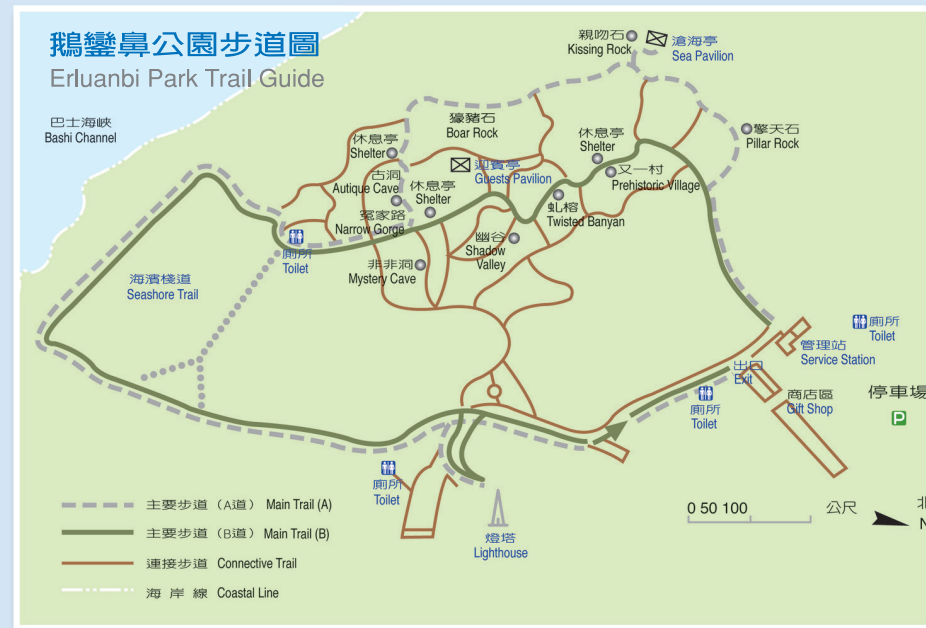 鵝鑾鼻公園步道圖
Erluanbi Park Trail Guide
巴士海峽
Bashi Channel
親吻石
Kissing Rock
滄海亭
Sea Pavilion
擎天石
Pillar Rock
壕豬石
Boar Rock
休息亭
Shelter
迎賓亭
Guests Pavilion
休息亭
Shelter
又一村
Prehistoric Village
古洞
Autique Cave
休息亭
Shelter
冤家路
Narrow Gorge
虬榕
Twisted Banyan
幽谷
Shadow
Valley
廁所
Toilet
非非洞
Mystery Cave
海濱棧道
Seashore Trail
廁所
Toilet
管理站
Service Station
出口
Exit
商店區
Gift Shop
停車場
P
廁所
Toilet
廁所
Toilet
燈塔
Lighthouse
主要步道（A道） Main Trail (A)
主要步道（B道） Main Trail (B)
連接步道 Connective Trail
海 岸 線 Coastal Line
0 50 100 公尺
北
N